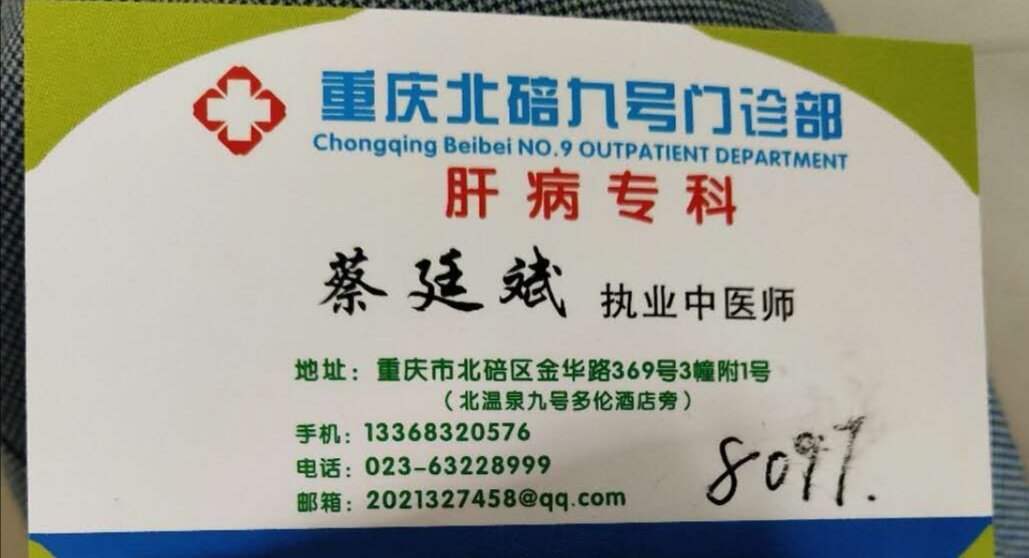 重庆北碚九号门诊部
Chongqing Beibei NO.9 OUTPATIENT DEPARTMENT
肝病专科
蔡廷斌 执业中医师
地址：重庆市北碚区金华路369号3幢附1号
（北温泉九号多伦酒店旁）
手机：13368320576
电话：023-63228999
邮箱：2021327458@qq.com
8097.